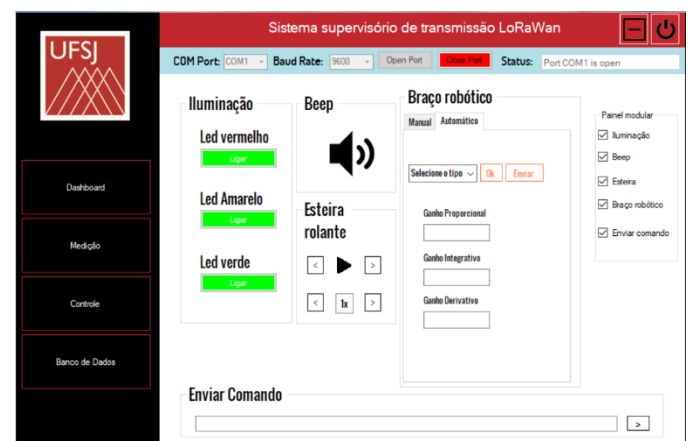 UFSJ
Dashboard
Medição
Controle
Banco de Dados
Sistema supervisório de transmissão LoRaWan
COM Port: COM1 Baud Rate: 9600 Open Port Close Port Status: Port COM1 is open
Iluminação
Led vermelho
Ligar
Led Amarelo
Ligar
Led verde
Ligar
Beep
Esteira
rolante
< >
< 1x >
Braço robótico
Manual Automático
Selecione o tipo Ok Enviar
Ganho Proporcional
Ganho Integrativo
Ganho Derivativo
Painel modular
Iluminação
Beep
Esteira
Braço robótico
Enviar comando
Enviar Comando
>